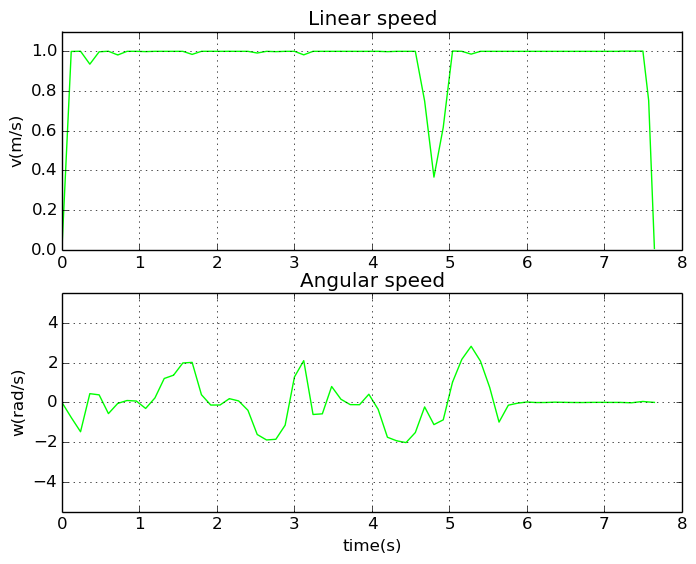 Linear speed
1.0
0.8
0.6
0.4
0.2
0.0
v(m/s)
0 1 2 3 4 5 6 7 8
Angular speed
4
2
0
−2
−4
w(rad/s)
0 1 2 3 4 5 6 7 8
time(s)